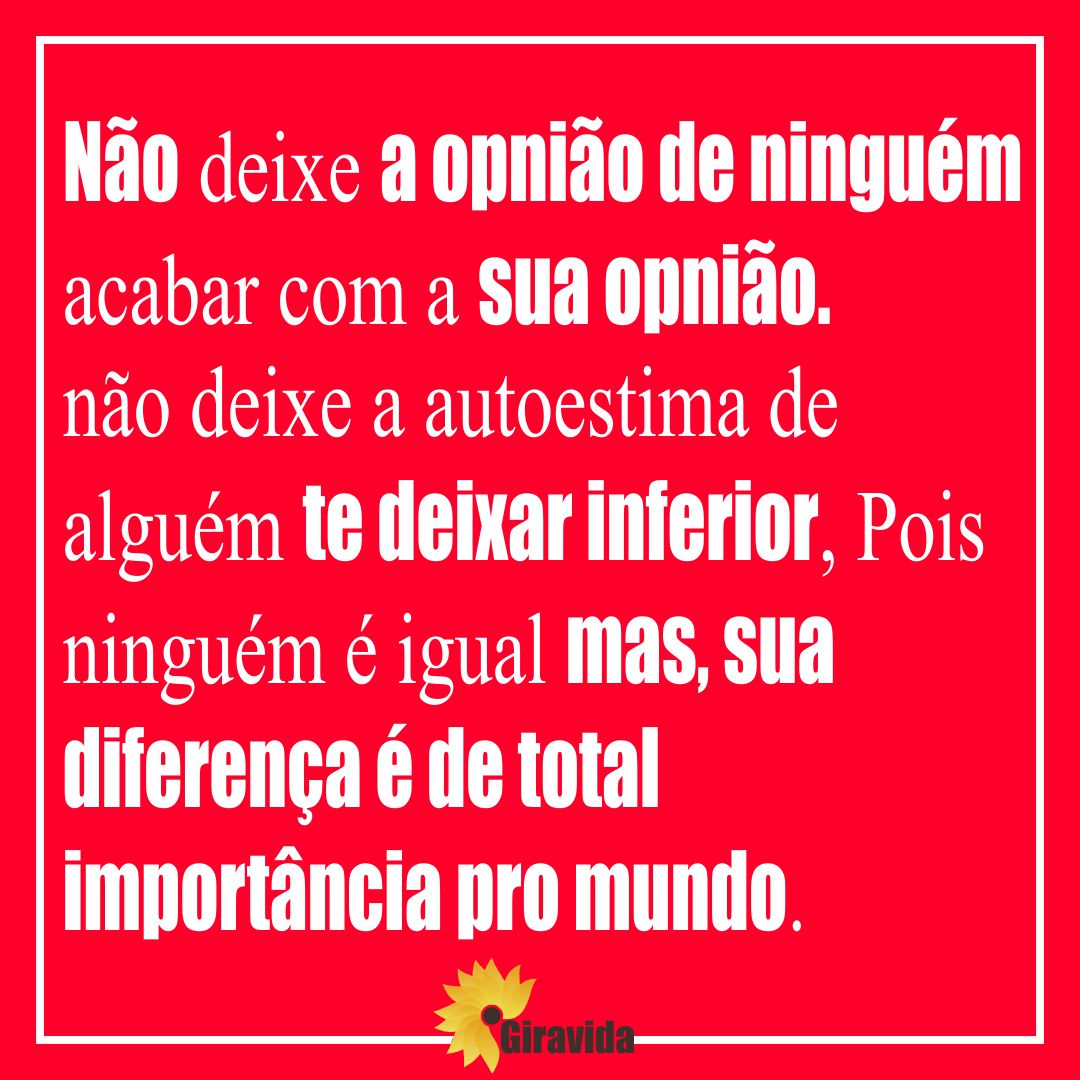 Não deixe a opnião de ninguém
acabar com a sua opnião.
não deixe a autoestima de
alguém te deixar inferior, Pois
ninguém é igual mas, sua
diferença é de total
importância pro mundo.
Giravida